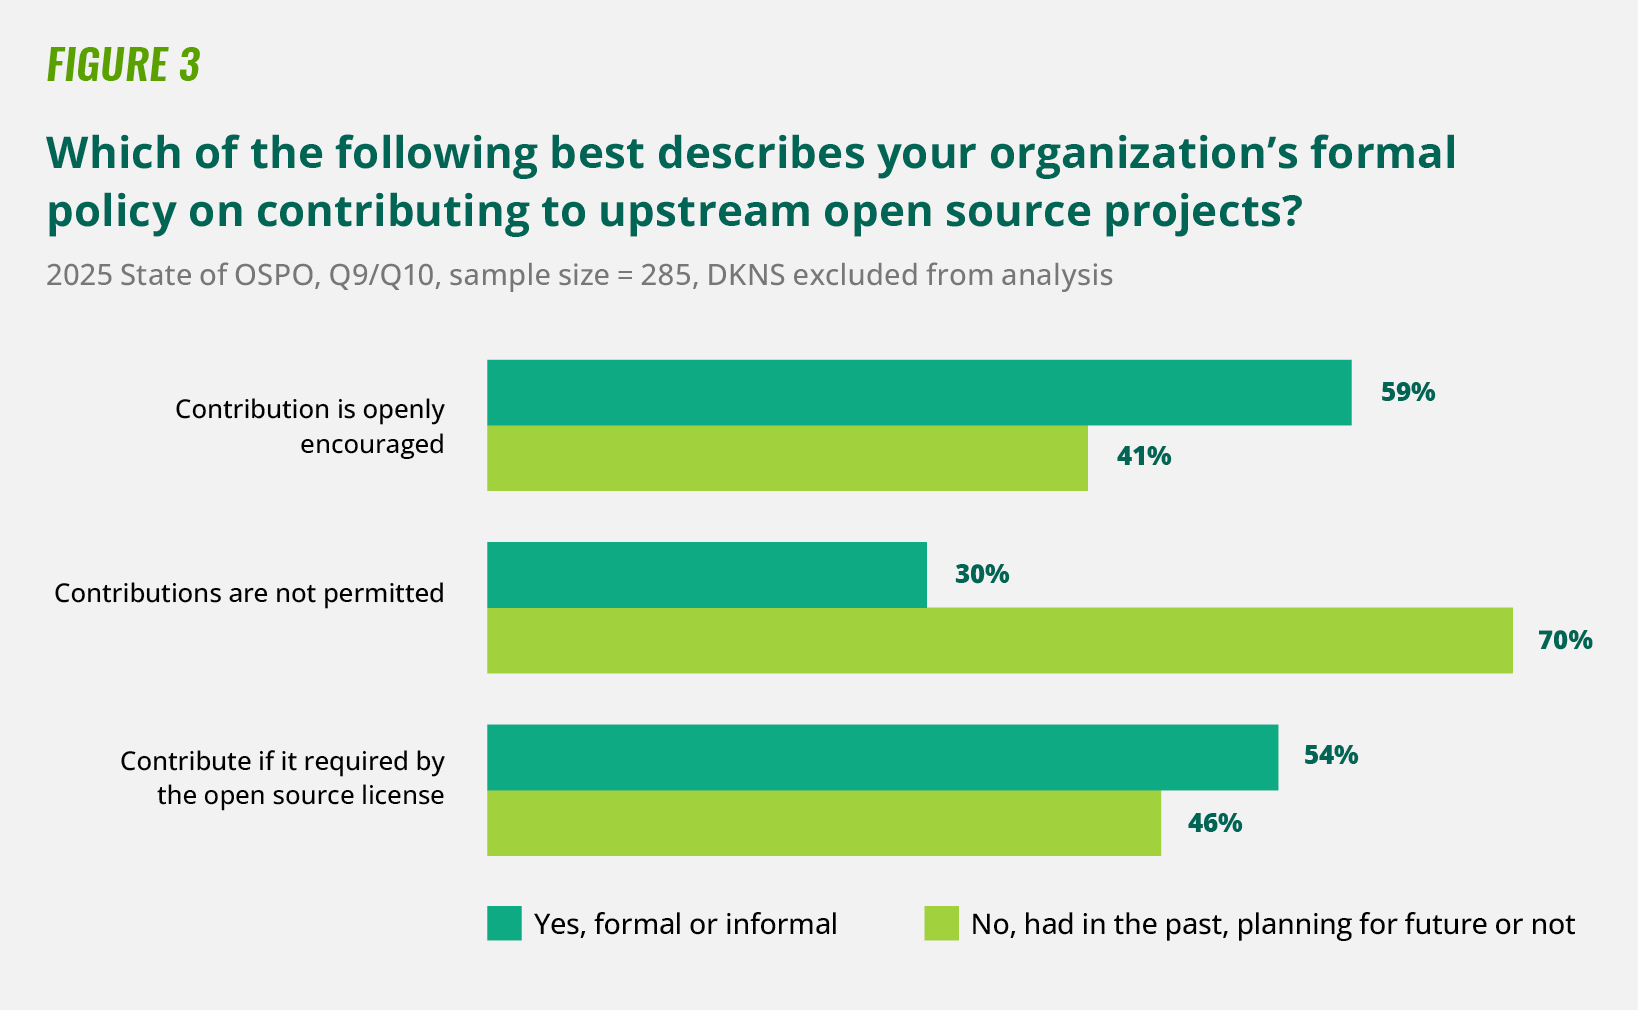 FIGURE 3
Which of the following best describes your organization’s formal
policy on contributing to upstream open source projects?
2025 State of OSPO, Q9/Q10, sample size = 285, DKNS excluded from analysis
Contribution is openly
encouraged
59%
41%
Contributions are not permitted
30%
70%
Contribute if it required by
the open source license
54%
46%
Yes, formal or informal
No, had in the past, planning for future or not